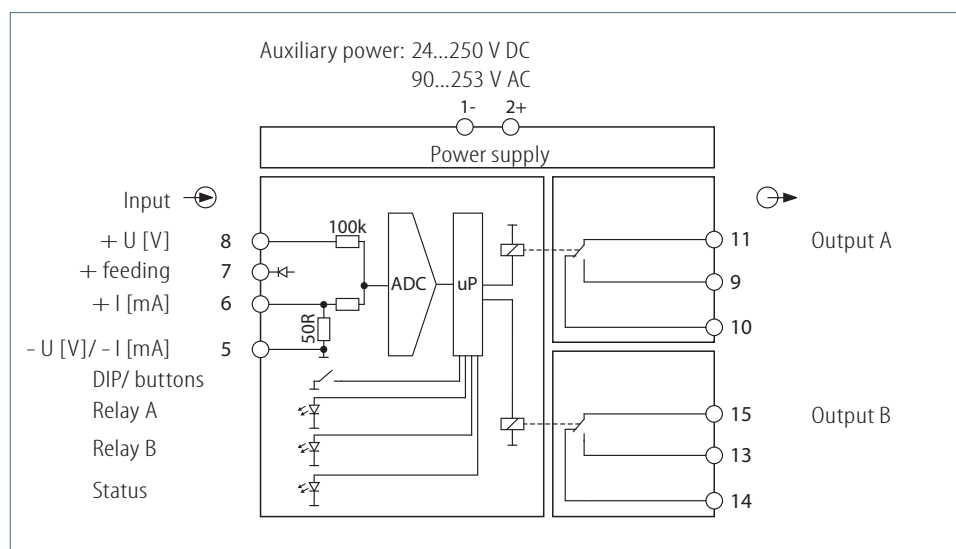 Auxiliary power: 24...250 V DC
90...253 V AC
1- 2+
Power supply
Input
+ U [V] 8 100k 11 Output A
+ feeding 7 ADC uP 9
+ I [mA] 6 10
50R
- U [V]/ - I [mA] 5
DIP/ buttons
Relay A 15 Output B
Relay B 13
Status 14